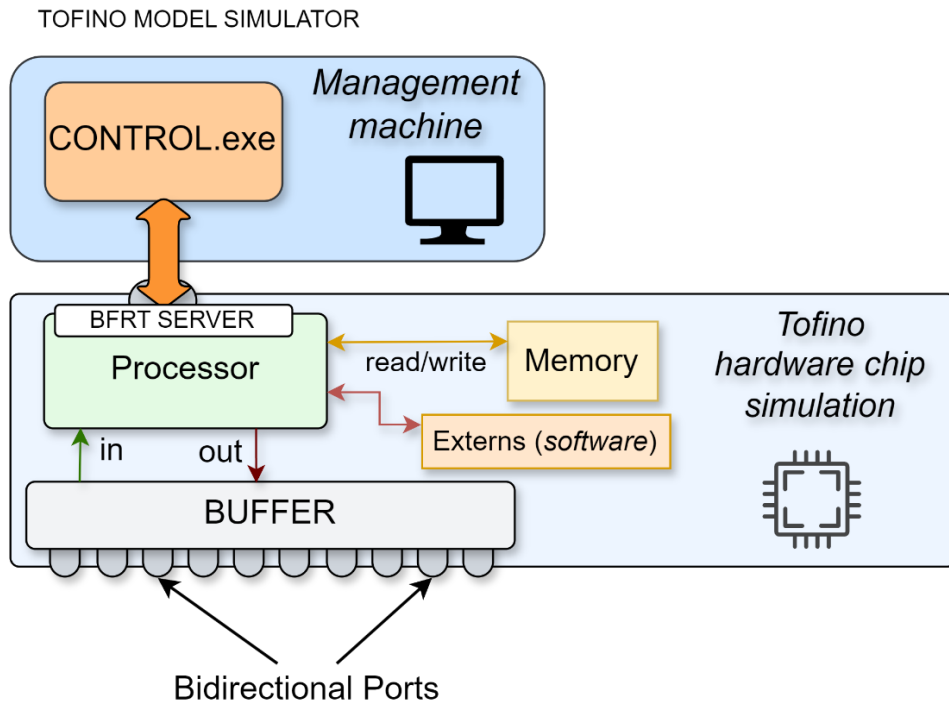 TOFINO MODEL SIMULATOR
Management
machine
CONTROL.exe
BFRT SERVER
Processor
read/write
Memory
Tofino
hardware chip
simulation
Externs (software)
in
out
BUFFER
Bidirectional Ports